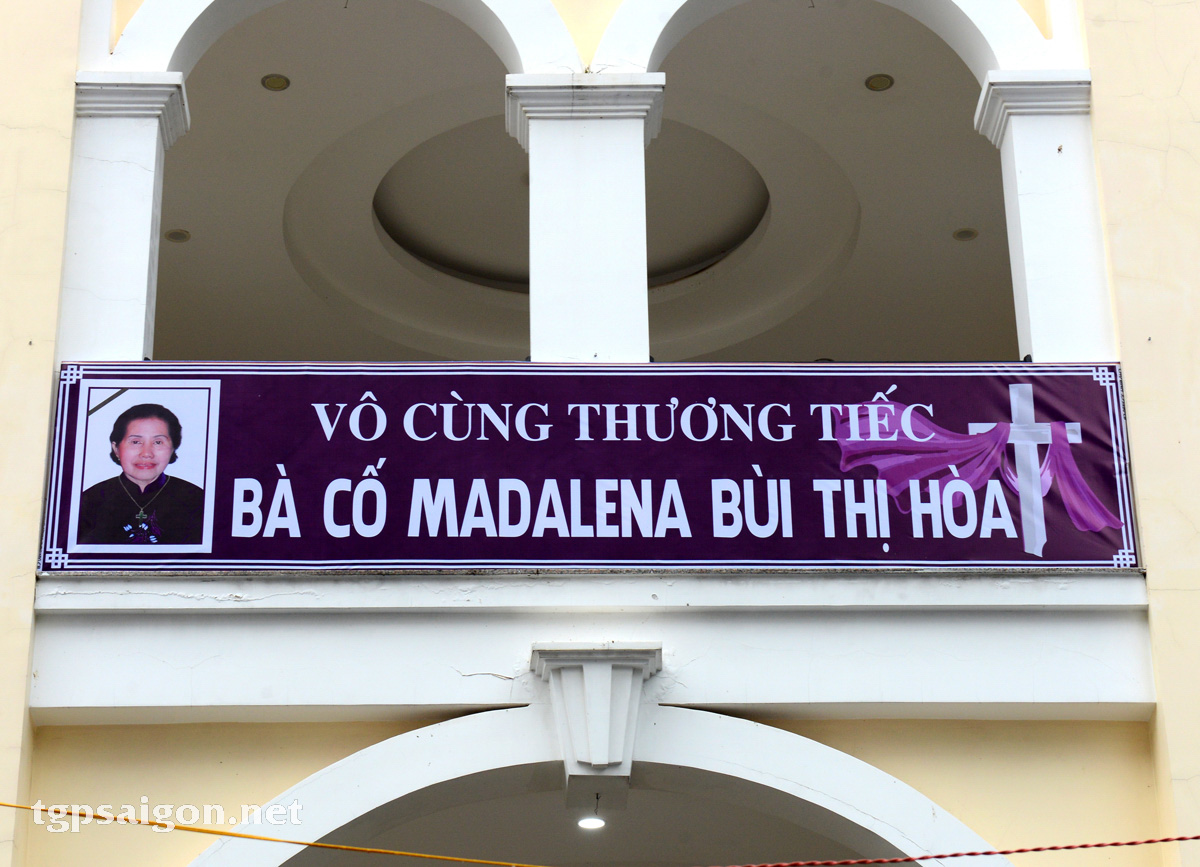 VÔ CÙNG THƯƠNG TIẾC
BÀ CỐ MADALENA BÙI THỊ HÒA
tgpsaigon.net